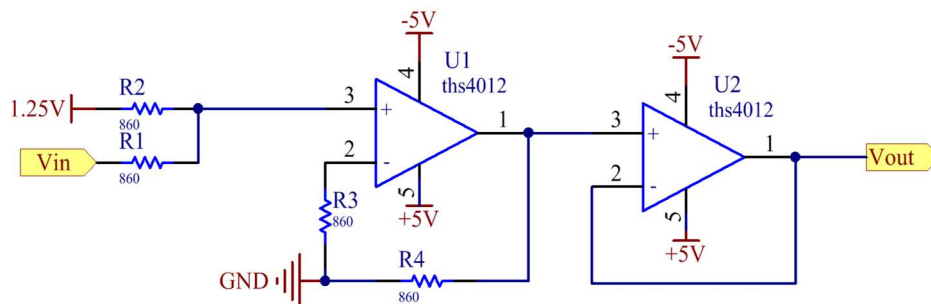 -5V
U1
ths4012
4
R2
860
1.25V
3
+
1
R1
860
Vin
2
-
R3
860
5
+5V
GND
R4
860
-5V
U2
ths4012
4
3
+
1
Vout
2
-
5
+5V